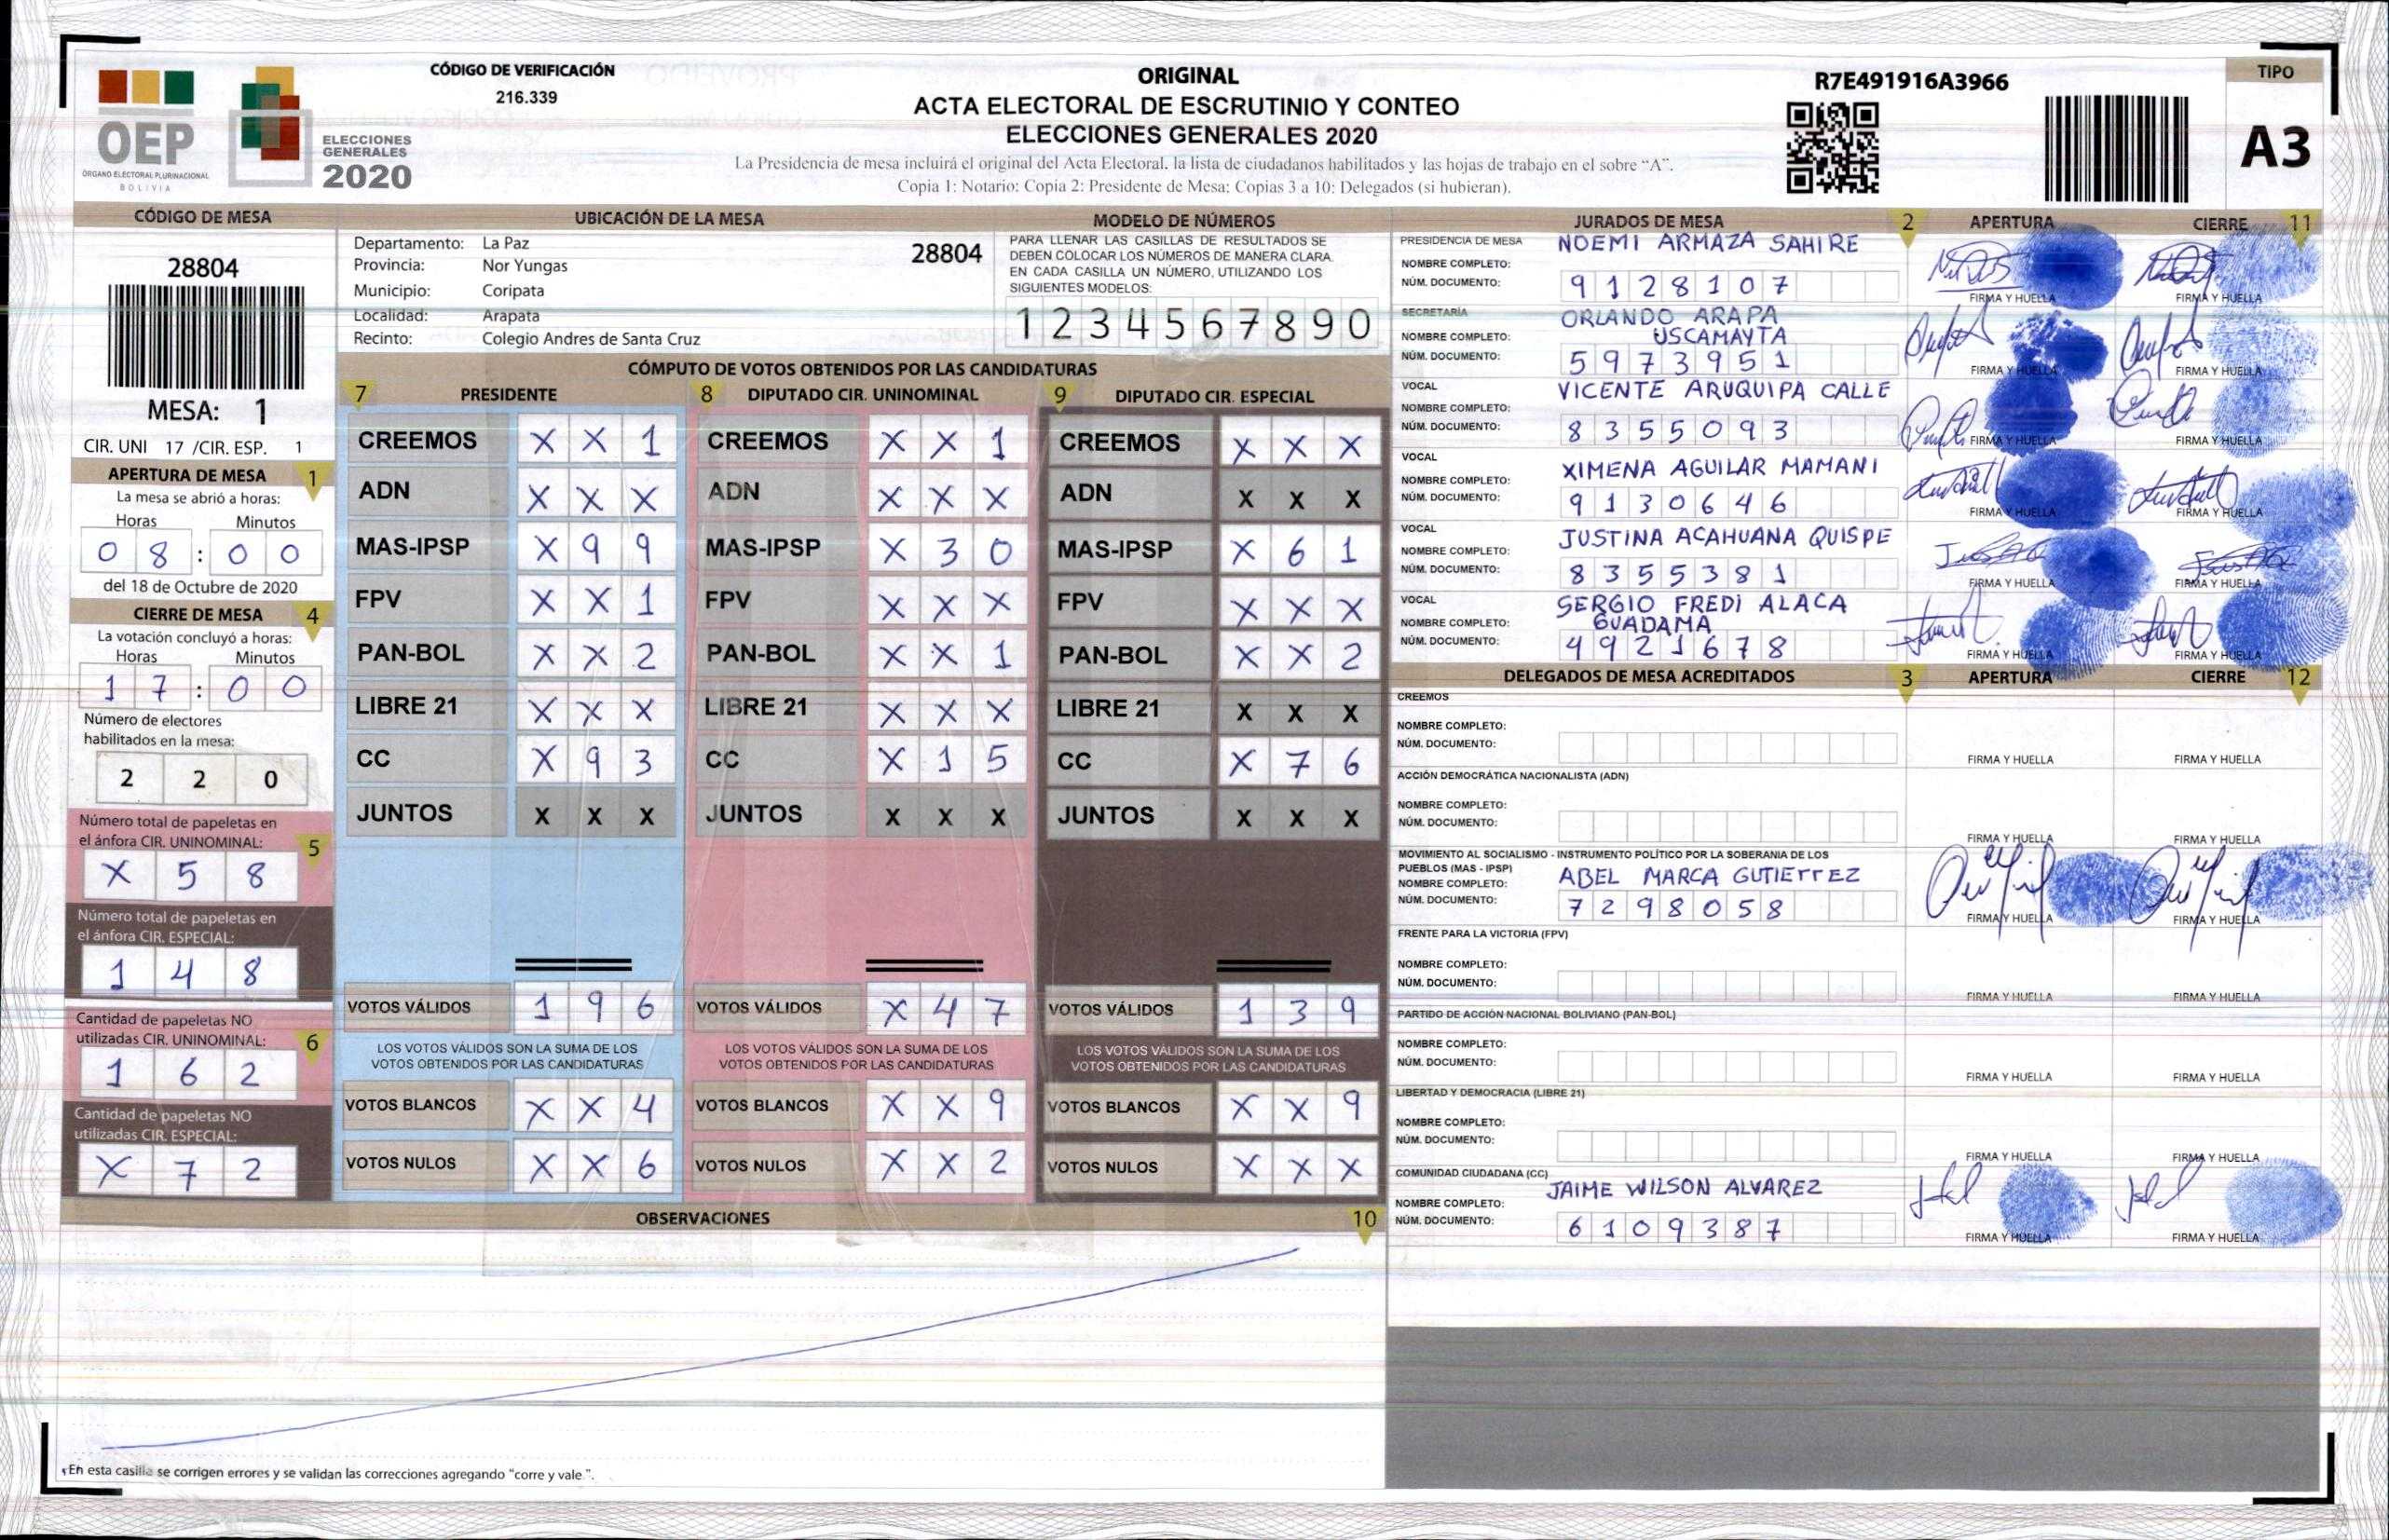 CÓDIGO DE VERIFICACIÓN
216.339
ORIGINAL
ACTA ELECTORAL DE ESCRUTINIO Y CONTEO
ELECCIONES GENERALES 2020
La Presidencia de mesa incluirá el original del Acta Electoral, la lista de ciudadanos habilitados y las hojas de trabajo en el sobre “A”.
Copia 1: Notario; Copia 2: Presidente de Mesa; Copias 3 a 10: Delegados (si hubieran).
R7E491916A3966
TIPO
A3
OEP
ÓRGANO ELECTORAL PLURINACIONAL
BOLIVIA
ELECCIONES
GENERALES
2020
CÓDIGO DE MESA
28804
MESA: 1
CIR. UNI 17 /CIR. ESP. 1
APERTURA DE MESA 1
La mesa se abrió a horas:
Horas Minutos
0 8 : 0 0
del 18 de Octubre de 2020
CIERRE DE MESA 4
La votación concluyó a horas:
Horas Minutos
1 7 : 0 0
Número de electores
habilitados en la mesa:
2 2 0
Número total de papeletas en
el ánfora CIR. UNINOMINAL: 5
X 5 8
Número total de papeletas en
el ánfora CIR. ESPECIAL:
1 4 8
Cantidad de papeletas NO
utilizadas CIR. UNINOMINAL: 6
1 6 2
Cantidad de papeletas NO
utilizadas CIR. ESPECIAL:
X 7 2
UBICACIÓN DE LA MESA
Departamento: La Paz 28804
Provincia: Nor Yungas
Municipio: Coripata
Localidad: Arapata
Recinto: Colegio Andres de Santa Cruz
MODELO DE NÚMEROS
PARA LLENAR LAS CASILLAS DE RESULTADOS SE
DEBEN COLOCAR LOS NÚMEROS DE MANERA CLARA.
EN CADA CASILLA UN NÚMERO, UTILIZANDO LOS
SIGUIENTES MODELOS:
1 2 3 4 5 6 7 8 9 0
CÓMPUTO DE VOTOS OBTENIDOS POR LAS CANDIDATURAS
7 PRESIDENTE
CREEMOS X X 1
ADN X X X
MAS-IPSP X 9 9
FPV X X 1
PAN-BOL X X 2
LIBRE 21 X X X
CC X 9 3
JUNTOS X X X
VOTOS VÁLIDOS 1 9 6
LOS VOTOS VÁLIDOS SON LA SUMA DE LOS
VOTOS OBTENIDOS POR LAS CANDIDATURAS
VOTOS BLANCOS X X 4
VOTOS NULOS X X 6
8 DIPUTADO CIR. UNINOMINAL
CREEMOS X X 1
ADN X X X
MAS-IPSP X 3 0
FPV X X X
PAN-BOL X X 1
LIBRE 21 X X X
CC X 1 5
JUNTOS X X X
VOTOS VÁLIDOS X 4 7
LOS VOTOS VÁLIDOS SON LA SUMA DE LOS
VOTOS OBTENIDOS POR LAS CANDIDATURAS
VOTOS BLANCOS X X 9
VOTOS NULOS X X 2
9 DIPUTADO CIR. ESPECIAL
CREEMOS X X X
ADN X X X
MAS-IPSP X 6 1
FPV X X X
PAN-BOL X X 2
LIBRE 21 X X X
CC X 7 6
JUNTOS X X X
VOTOS VÁLIDOS 1 3 9
LOS VOTOS VÁLIDOS SON LA SUMA DE LOS
VOTOS OBTENIDOS POR LAS CANDIDATURAS
VOTOS BLANCOS X X 9
VOTOS NULOS X X X
OBSERVACIONES 10
En esta casilla se corrigen errores y se validan las correcciones agregando "corre y vale".
JURADOS DE MESA 2 APERTURA CIERRE 11
PRESIDENCIA DE MESA
NOMBRE COMPLETO: NOEMI ARMAZA SAHIRE
NÚM. DOCUMENTO: 9128107
FIRMA Y HUELLA FIRMA Y HUELLA
SECRETARÍA
NOMBRE COMPLETO: ORLANDO ARAPA
USCAMAYTA
NÚM. DOCUMENTO: 5973951
FIRMA Y HUELLA FIRMA Y HUELLA
VOCAL
NOMBRE COMPLETO: VICENTE ARUQUIPA CALLE
NÚM. DOCUMENTO: 8355093
FIRMA Y HUELLA FIRMA Y HUELLA
VOCAL
NOMBRE COMPLETO: XIMENA AGUILAR MAMANI
NÚM. DOCUMENTO: 9130646
FIRMA Y HUELLA FIRMA Y HUELLA
VOCAL
NOMBRE COMPLETO: JUSTINA ACAHUANA QUISPE
NÚM. DOCUMENTO: 8355381
FIRMA Y HUELLA FIRMA Y HUELLA
VOCAL
NOMBRE COMPLETO: SERGIO FREDI ALACA
GUADAMA
NÚM. DOCUMENTO: 4921678
FIRMA Y HUELLA FIRMA Y HUELLA
DELEGADOS DE MESA ACREDITADOS 3 APERTURA CIERRE 12
CREEMOS
NOMBRE COMPLETO:
NÚM. DOCUMENTO:
FIRMA Y HUELLA FIRMA Y HUELLA
ACCIÓN DEMOCRÁTICA NACIONALISTA (ADN)
NOMBRE COMPLETO:
NÚM. DOCUMENTO:
FIRMA Y HUELLA FIRMA Y HUELLA
MOVIMIENTO AL SOCIALISMO - INSTRUMENTO POLÍTICO POR LA SOBERANIA DE LOS
PUEBLOS (MAS - IPSP)
NOMBRE COMPLETO: ABEL MARCA GUTIERREZ
NÚM. DOCUMENTO: 7298058
FIRMA Y HUELLA FIRMA Y HUELLA
FRENTE PARA LA VICTORIA (FPV)
NOMBRE COMPLETO:
NÚM. DOCUMENTO:
FIRMA Y HUELLA FIRMA Y HUELLA
PARTIDO DE ACCIÓN NACIONAL BOLIVIANO (PAN-BOL)
NOMBRE COMPLETO:
NÚM. DOCUMENTO:
FIRMA Y HUELLA FIRMA Y HUELLA
LIBERTAD Y DEMOCRACIA (LIBRE 21)
NOMBRE COMPLETO:
NÚM. DOCUMENTO:
FIRMA Y HUELLA FIRMA Y HUELLA
COMUNIDAD CIUDADANA (CC)
NOMBRE COMPLETO: JAIME WILSON ALVAREZ
NÚM. DOCUMENTO: 6109387
FIRMA Y HUELLA FIRMA Y HUELLA